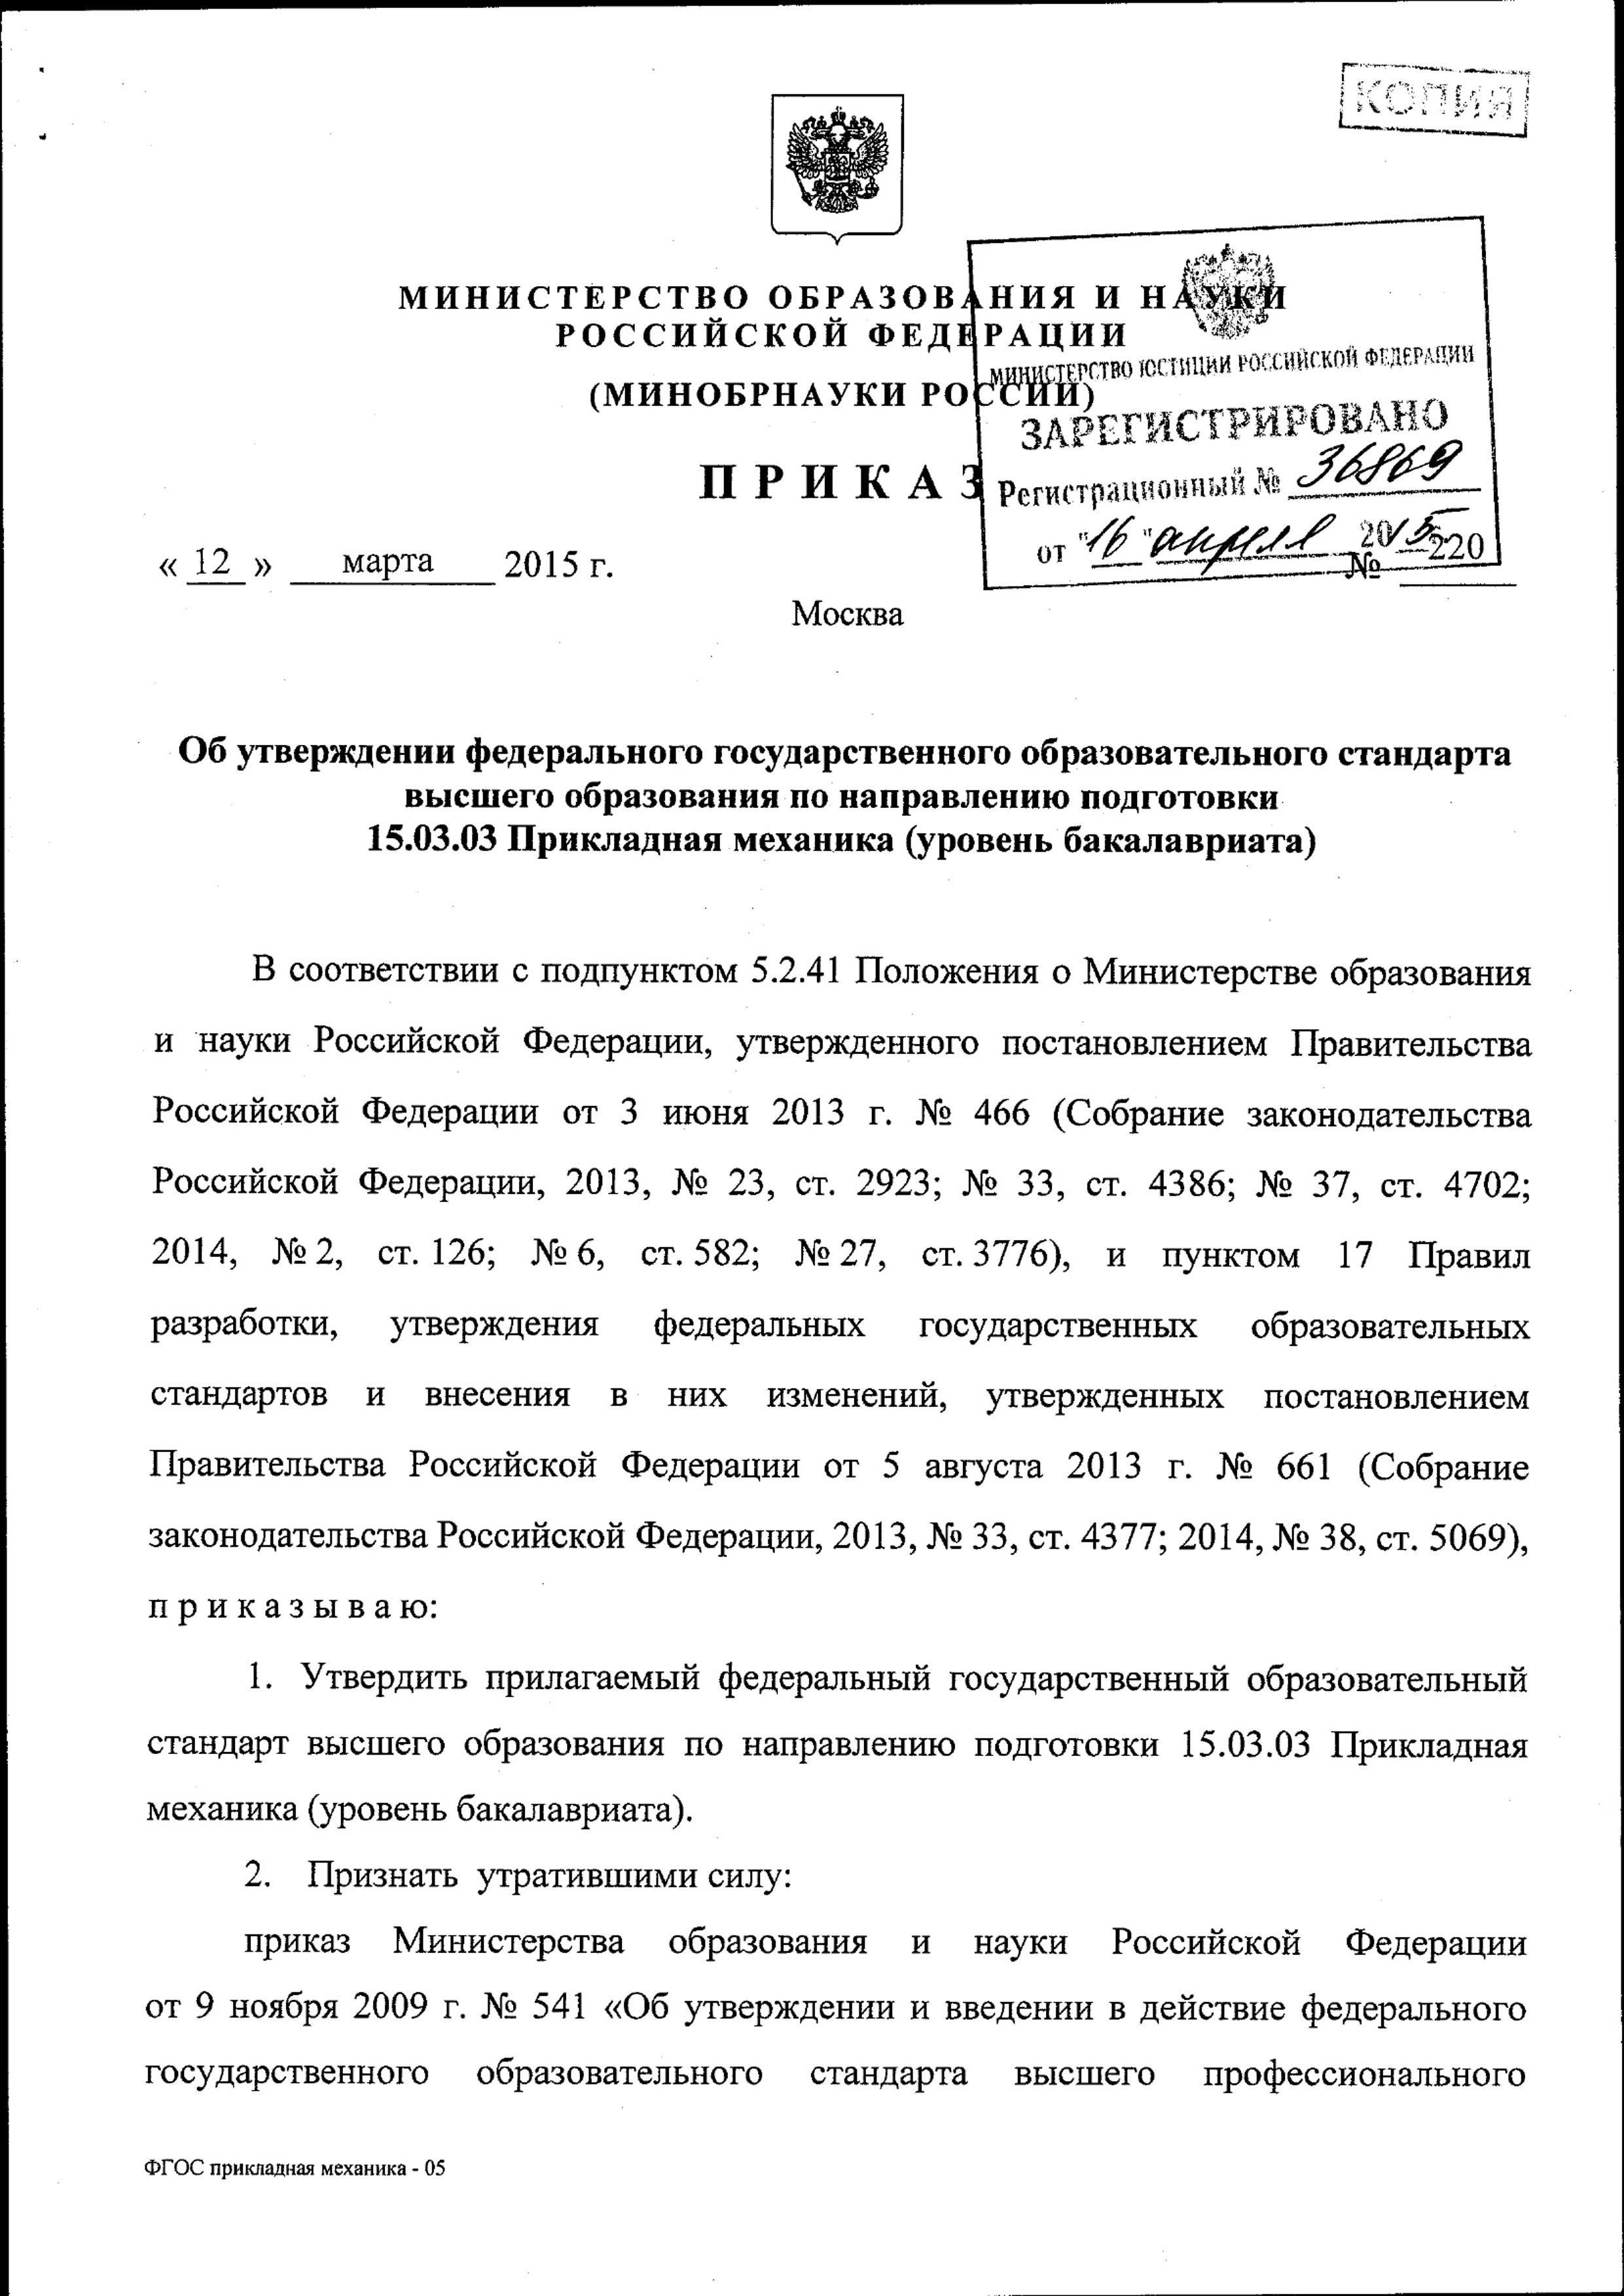 КОПИЯ
МИНИСТЕРСТВО ОБРАЗОВАНИЯ И НАУКИ
РОССИЙСКОЙ ФЕДЕРАЦИИ
(МИНОБРНАУКИ РОССИИ)
П Р И К А З
МИНИСТЕРСТВО ЮСТИЦИИ РОССИЙСКОЙ ФЕДЕРАЦИИ
ЗАРЕГИСТРИРОВАНО
Регистрационный № 36869
от "16" апреля 2015
« 12 » марта 2015 г.
№ 220
Москва
Об утверждении федерального государственного образовательного стандарта
высшего образования по направлению подготовки
15.03.03 Прикладная механика (уровень бакалавриата)
В соответствии с подпунктом 5.2.41 Положения о Министерстве образования
и науки Российской Федерации, утвержденного постановлением Правительства
Российской Федерации от 3 июня 2013 г. № 466 (Собрание законодательства
Российской Федерации, 2013, № 23, ст. 2923; № 33, ст. 4386; № 37, ст. 4702;
2014, № 2, ст. 126; № 6, ст. 582; № 27, ст. 3776), и пунктом 17 Правил
разработки, утверждения федеральных государственных образовательных
стандартов и внесения в них изменений, утвержденных постановлением
Правительства Российской Федерации от 5 августа 2013 г. № 661 (Собрание
законодательства Российской Федерации, 2013, № 33, ст. 4377; 2014, № 38, ст. 5069),
п р и к а з ы в а ю:
1. Утвердить прилагаемый федеральный государственный образовательный
стандарт высшего образования по направлению подготовки 15.03.03 Прикладная
механика (уровень бакалавриата).
2. Признать утратившими силу:
приказ Министерства образования и науки Российской Федерации
от 9 ноября 2009 г. № 541 «Об утверждении и введении в действие федерального
государственного образовательного стандарта высшего профессионального
ФГОС прикладная механика - 05